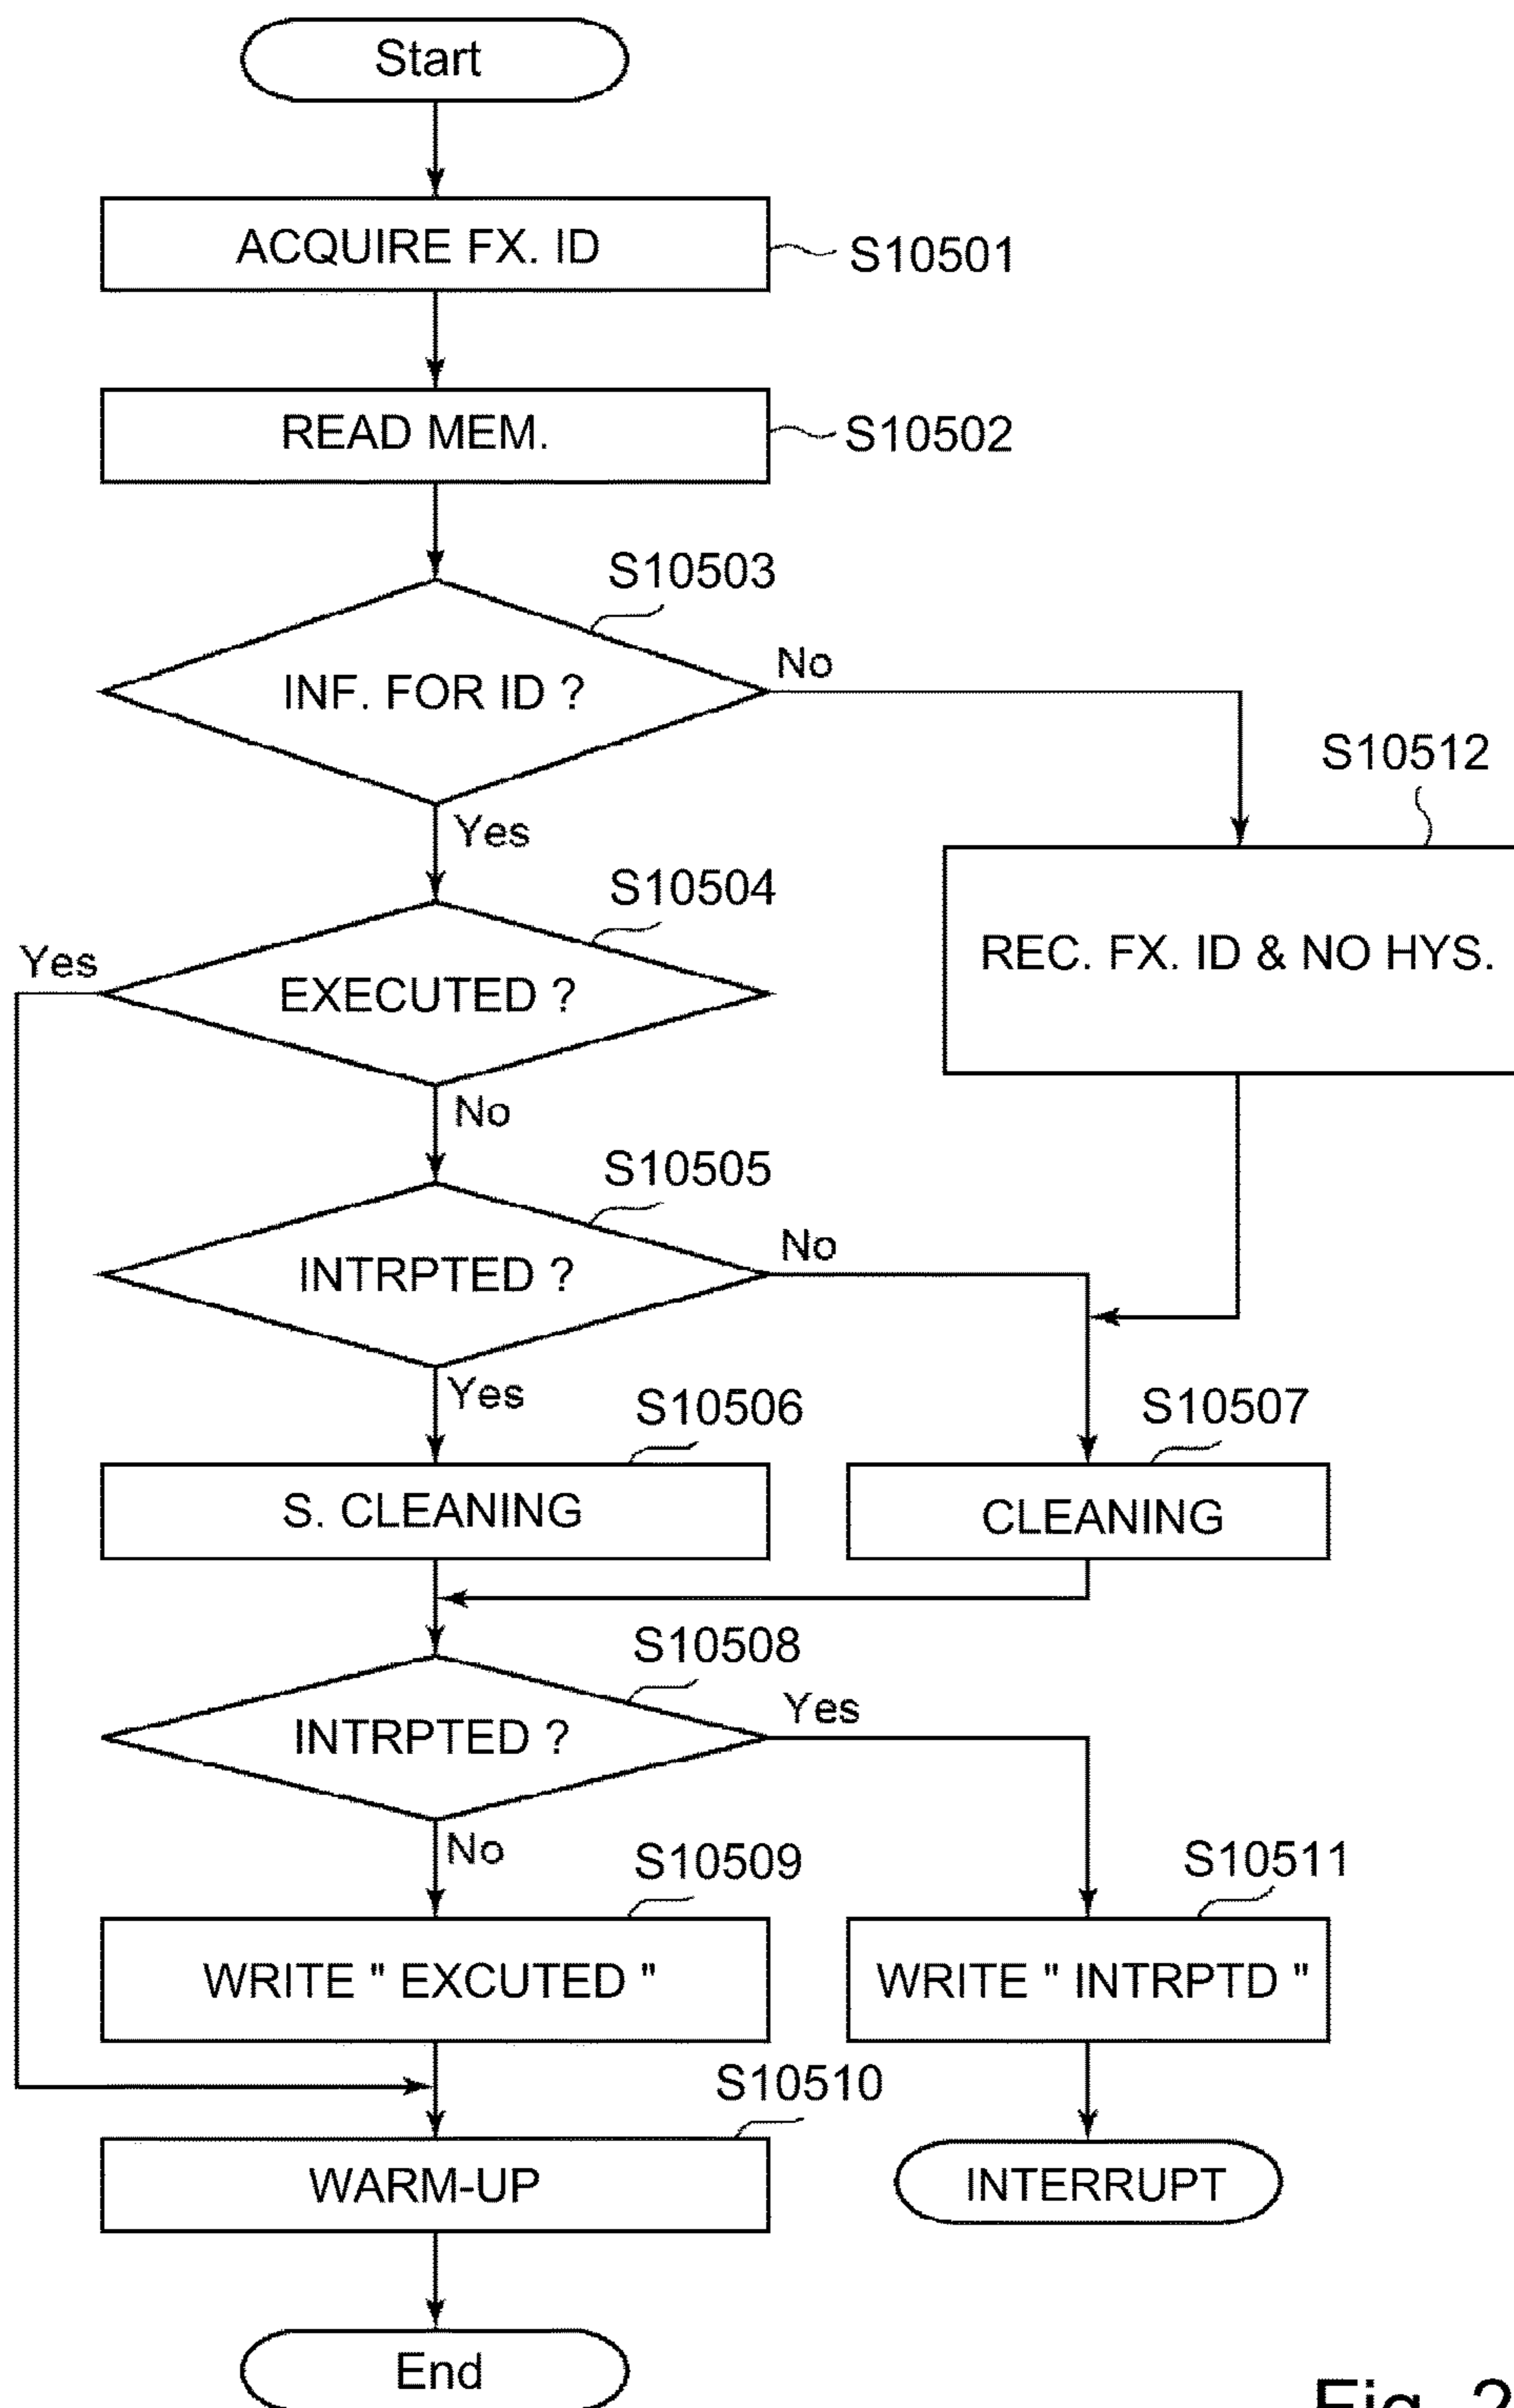 Start
ACQUIRE FX. ID
S10501
READ MEM.
S10502
S10503
INF. FOR ID ?
No
Yes
S10512
REC. FX. ID & NO HYS.
S10504
Yes
EXECUTED ?
No
S10505
INTRPTED ?
No
Yes
S10506
S. CLEANING
S10507
CLEANING
S10508
INTRPTED ?
Yes
No
S10509
WRITE " EXCUTED "
S10511
WRITE " INTRPTD "
S10510
WARM-UP
INTERRUPT
End
Fig. 2